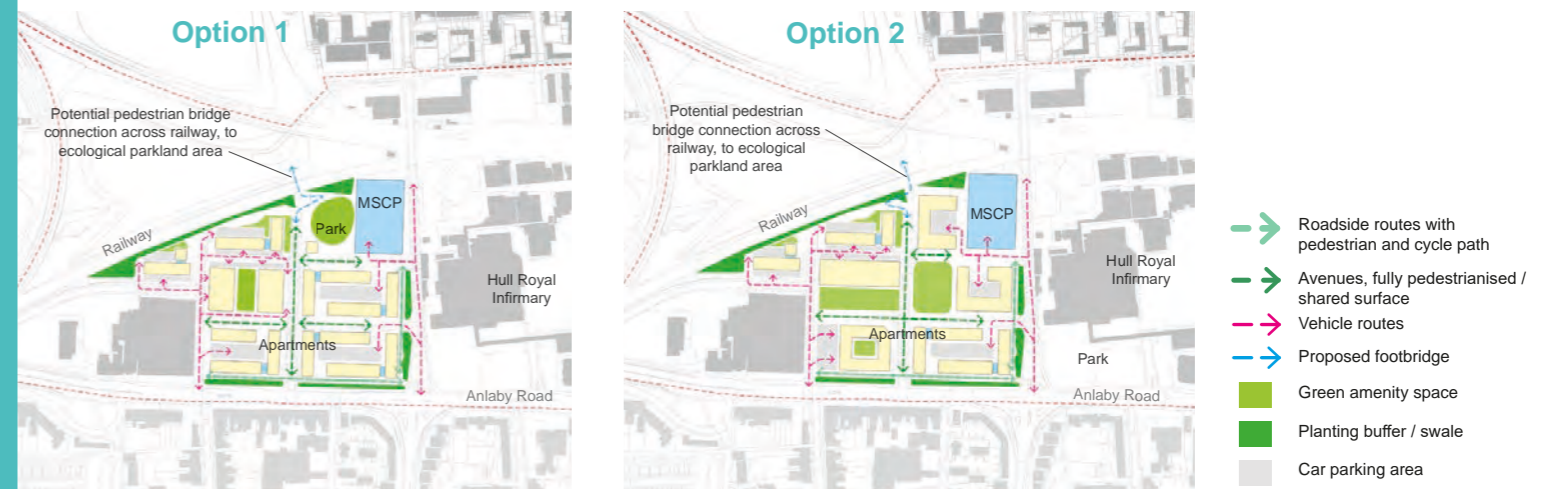 Option 1
Potential pedestrian bridge
connection across railway, to
ecological parkland area
MSCP
Park
Railway
Hull Royal
Infirmary
Apartments
Anlaby Road
Option 2
Potential pedestrian
bridge connection across
railway, to ecological
parkland area
MSCP
Railway
Hull Royal
Infirmary
Apartments
Park
Anlaby Road
Roadside routes with
pedestrian and cycle path
Avenues, fully pedestrianised /
shared surface
Vehicle routes
Proposed footbridge
Green amenity space
Planting buffer / swale
Car parking area